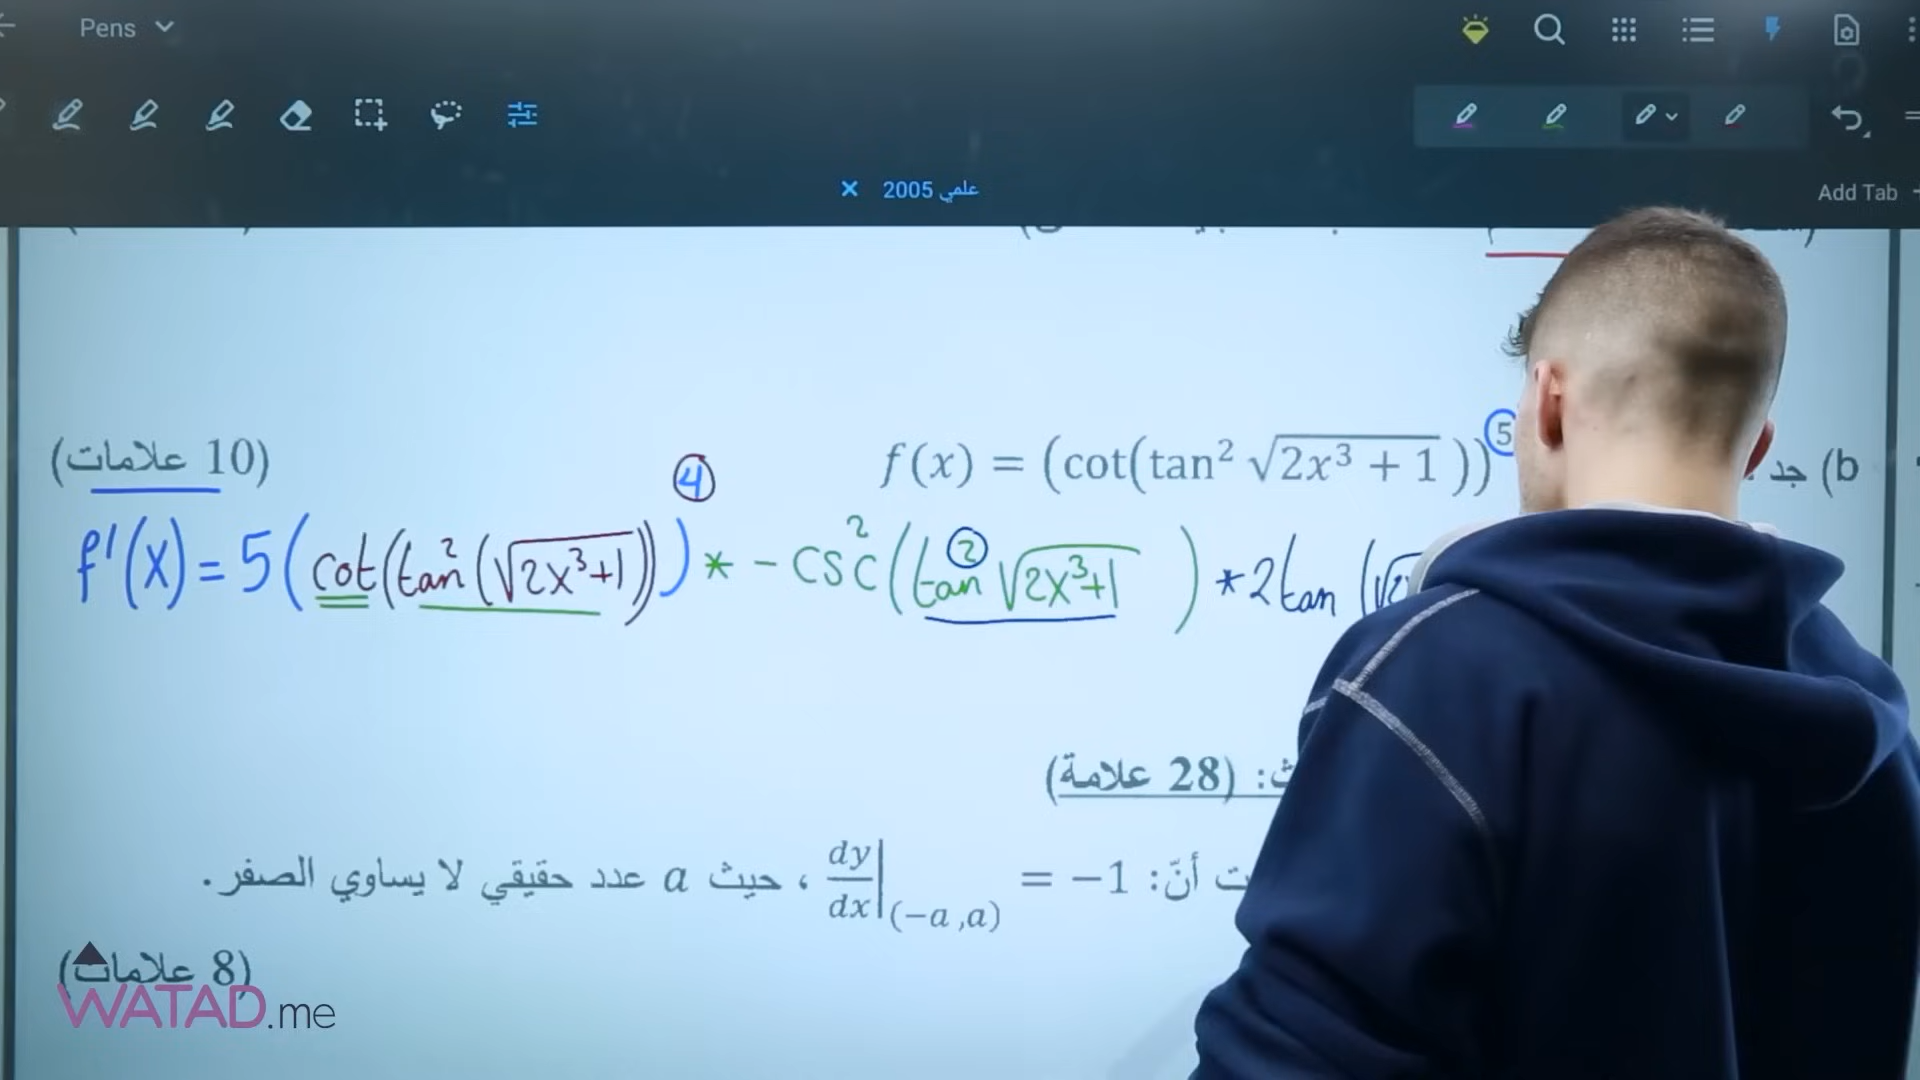 Pens
علمي 2005
Add Tab
b) جد
f(x) = (cot(tan² √(2x³ + 1)))⁵
(10 علامات)
f'(x) = 5(cot(tan²(√(2x³+1))))⁴ * - csc²(tan² √(2x³+1)) * 2tan (√
(28 علامة)
أنّ: dy/dx|(−a ,a) = −1 ، حيث a عدد حقيقي لا يساوي الصفر.
(8 علامات)
WATAD.me